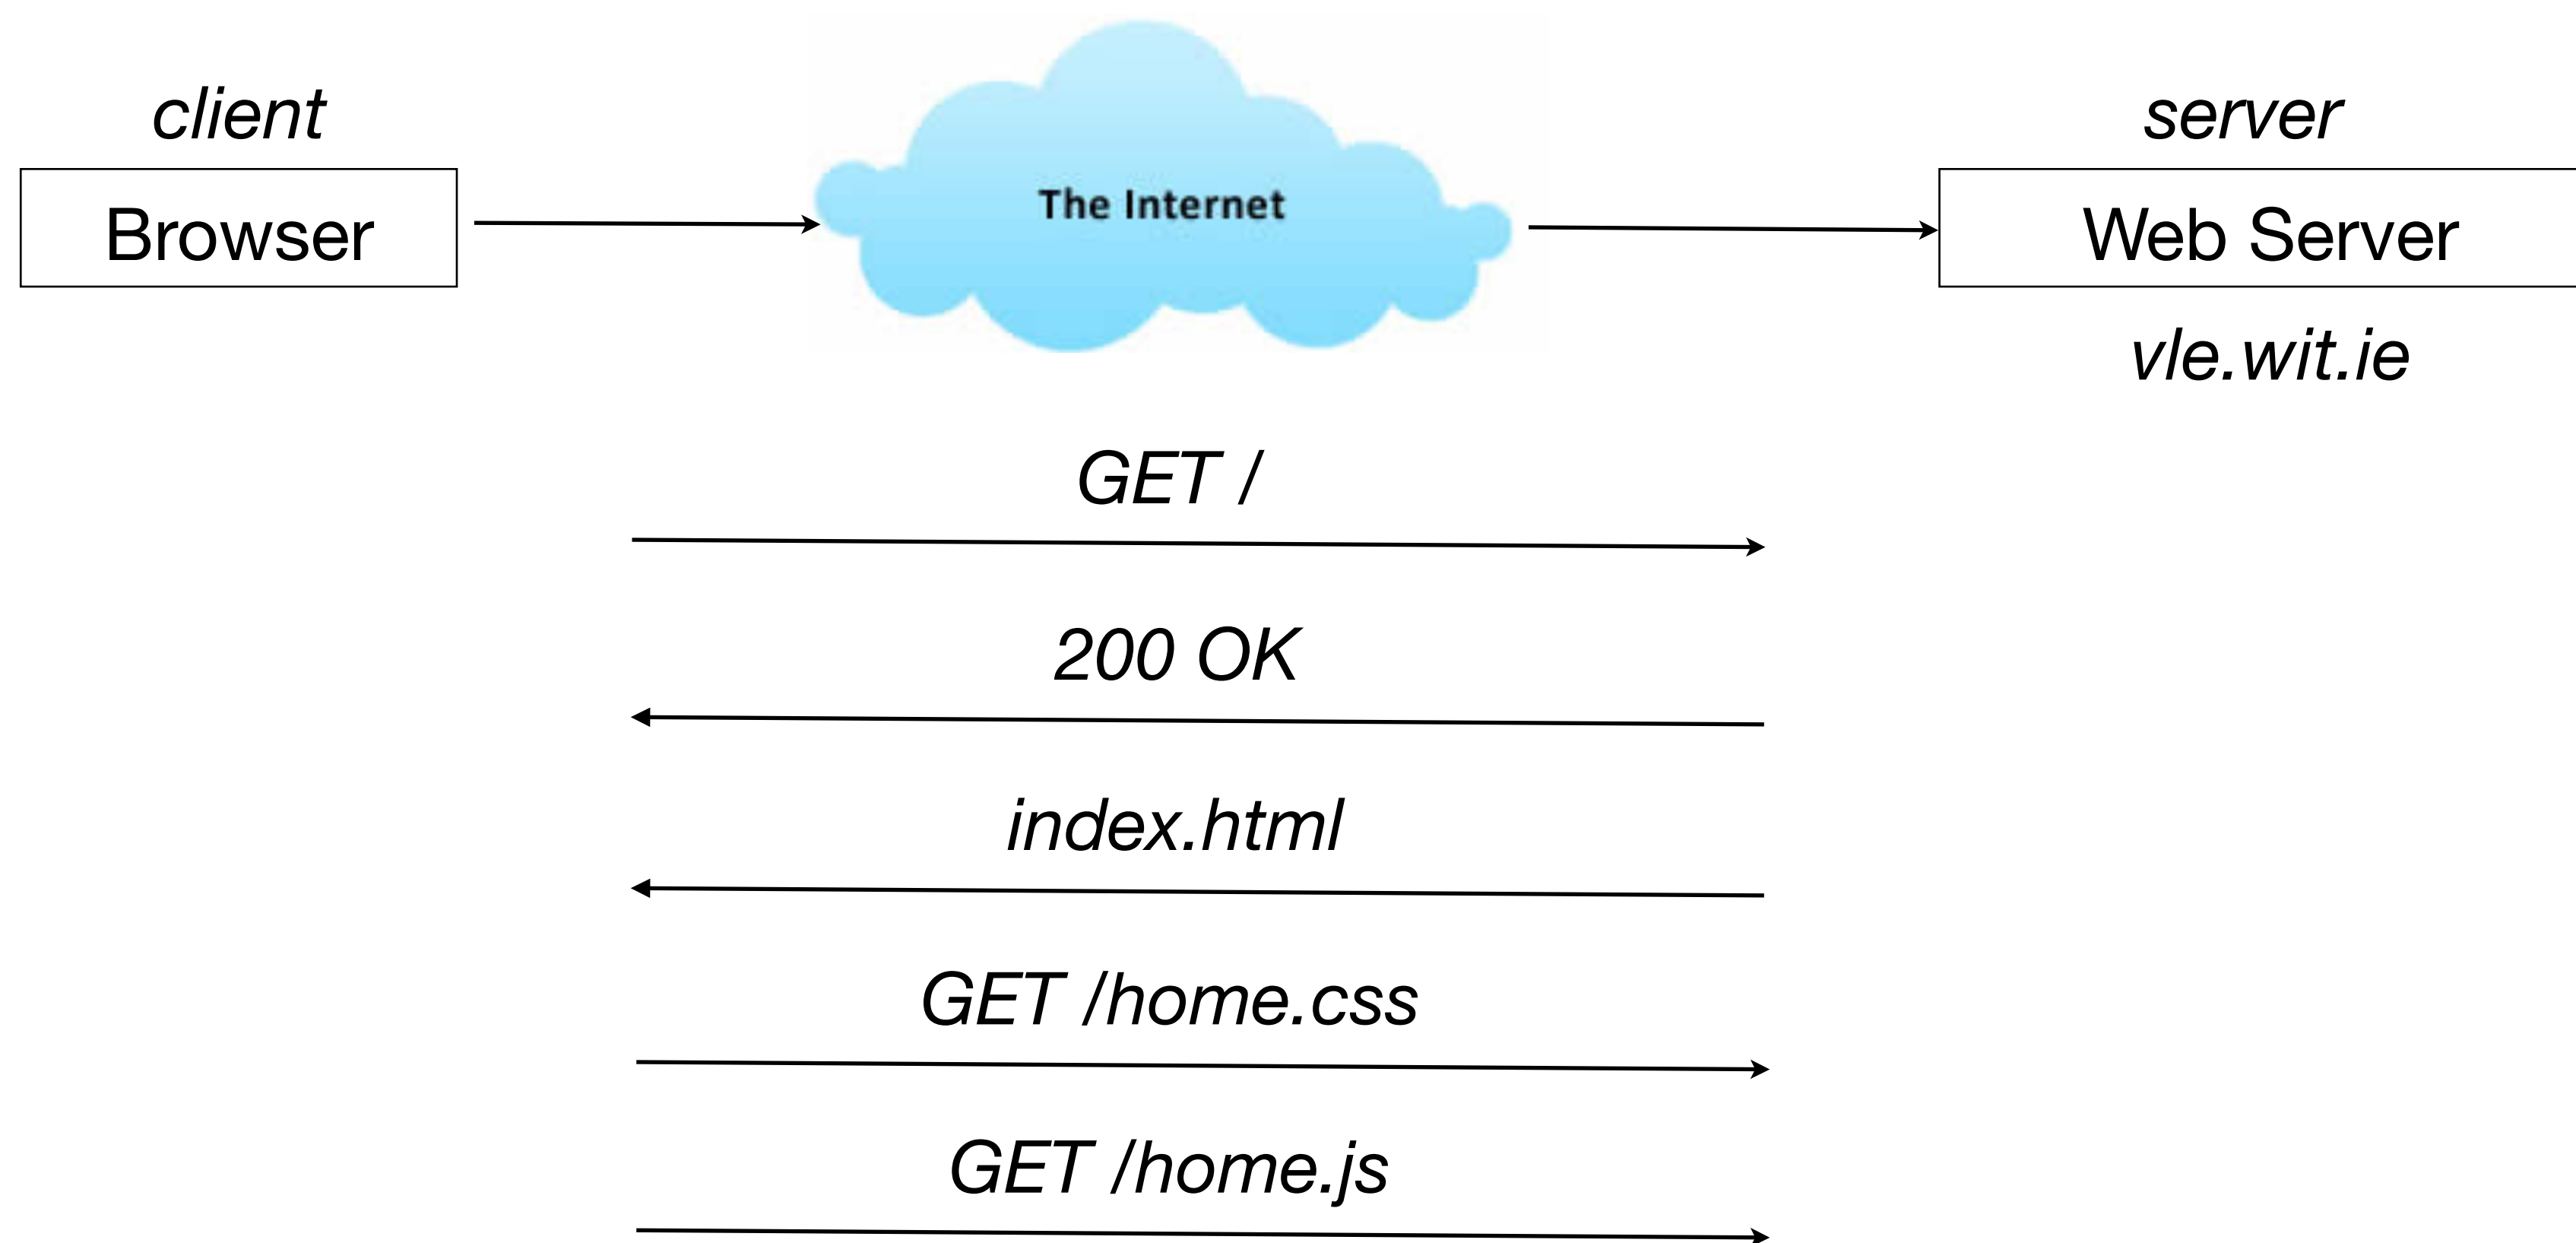 client
server
Browser
The Internet
Web Server
vle.wit.ie
GET /
200 OK
index.html
GET /home.css
GET /home.js